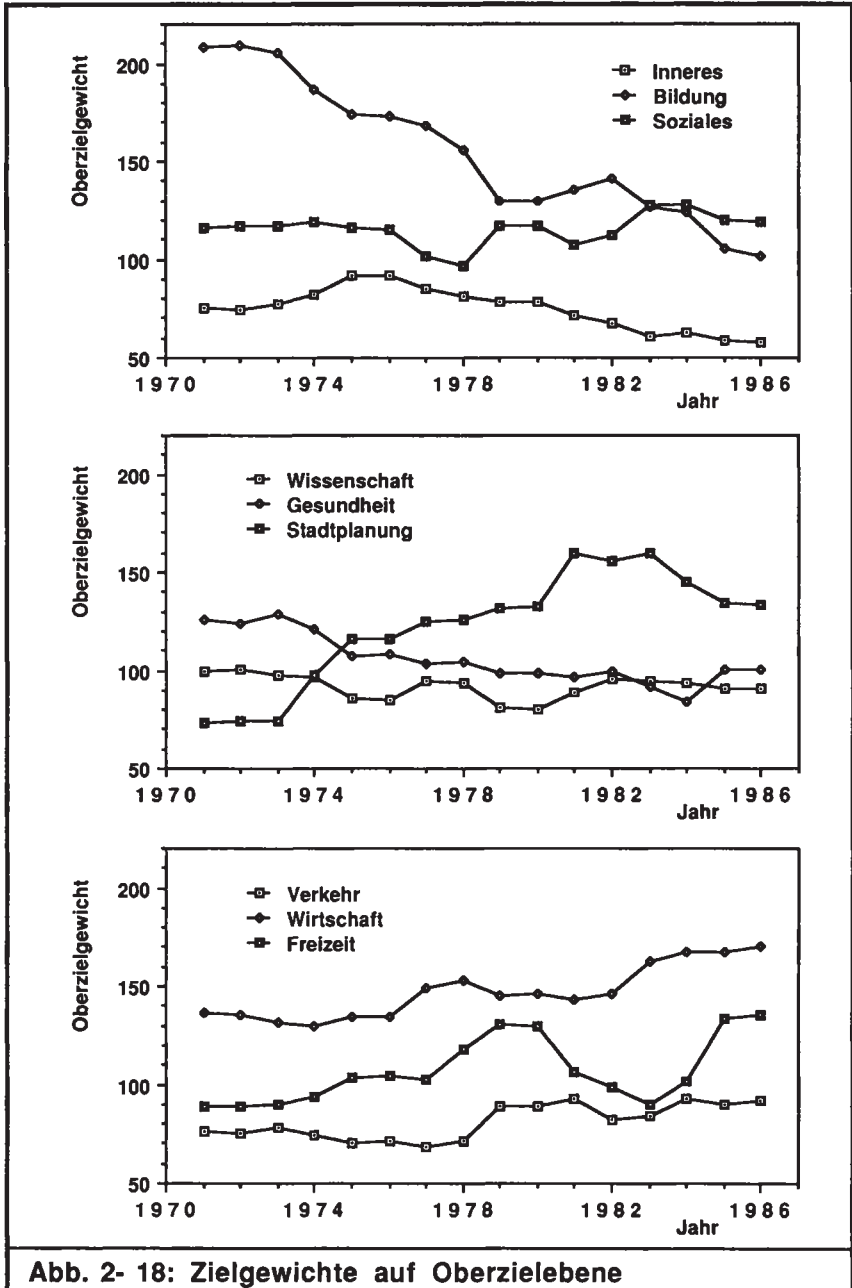 Oberzielgewicht
200
150
100
50
Inneres
Bildung
Soziales
1970 1974 1978 1982 1986
Jahr
Oberzielgewicht
200
150
100
50
Wissenschaft
Gesundheit
Stadtplanung
1970 1974 1978 1982 1986
Jahr
Oberzielgewicht
200
150
100
50
Verkehr
Wirtschaft
Freizeit
1970 1974 1978 1982 1986
Jahr
Abb. 2- 18: Zielgewichte auf Oberzielebene